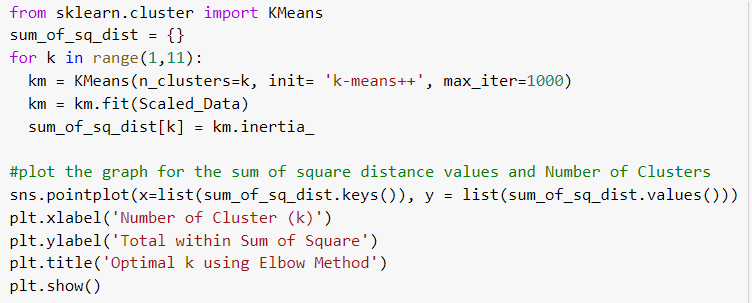 from sklearn.cluster import KMeans
sum_of_sq_dist = {}
for k in range(1,11):
  km = KMeans(n_clusters=k, init= 'k-means++', max_iter=1000)
  km = km.fit(Scaled_Data)
  sum_of_sq_dist[k] = km.inertia_

#plot the graph for the sum of square distance values and Number of Clusters
sns.pointplot(x=list(sum_of_sq_dist.keys()), y = list(sum_of_sq_dist.values()))
plt.xlabel('Number of Cluster (k)')
plt.ylabel('Total within Sum of Square')
plt.title('Optimal k using Elbow Method')
plt.show()